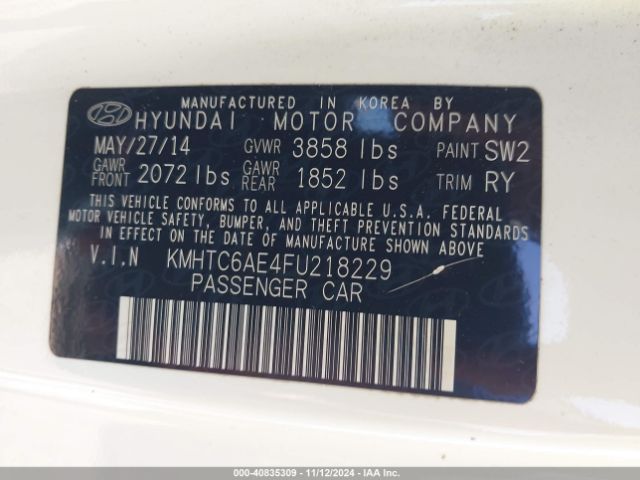 MANUFACTURED IN KOREA BY
HYUNDAI MOTOR COMPANY
MAY/27/14 GVWR 3858 lbs PAINT SW2
GAWR FRONT 2072 lbs GAWR REAR 1852 lbs TRIM RY
THIS VEHICLE CONFORMS TO ALL APPLICABLE U.S.A. FEDERAL
MOTOR VEHICLE SAFETY, BUMPER, AND THEFT PREVENTION STANDARDS
IN EFFECT ON THE DATE OF MANUFACTURE SHOWN ABOVE
V.I.N KMHTC6AE4FU218229
PASSENGER CAR
© - 40835309 - 11/12/2024 - IAA Inc.